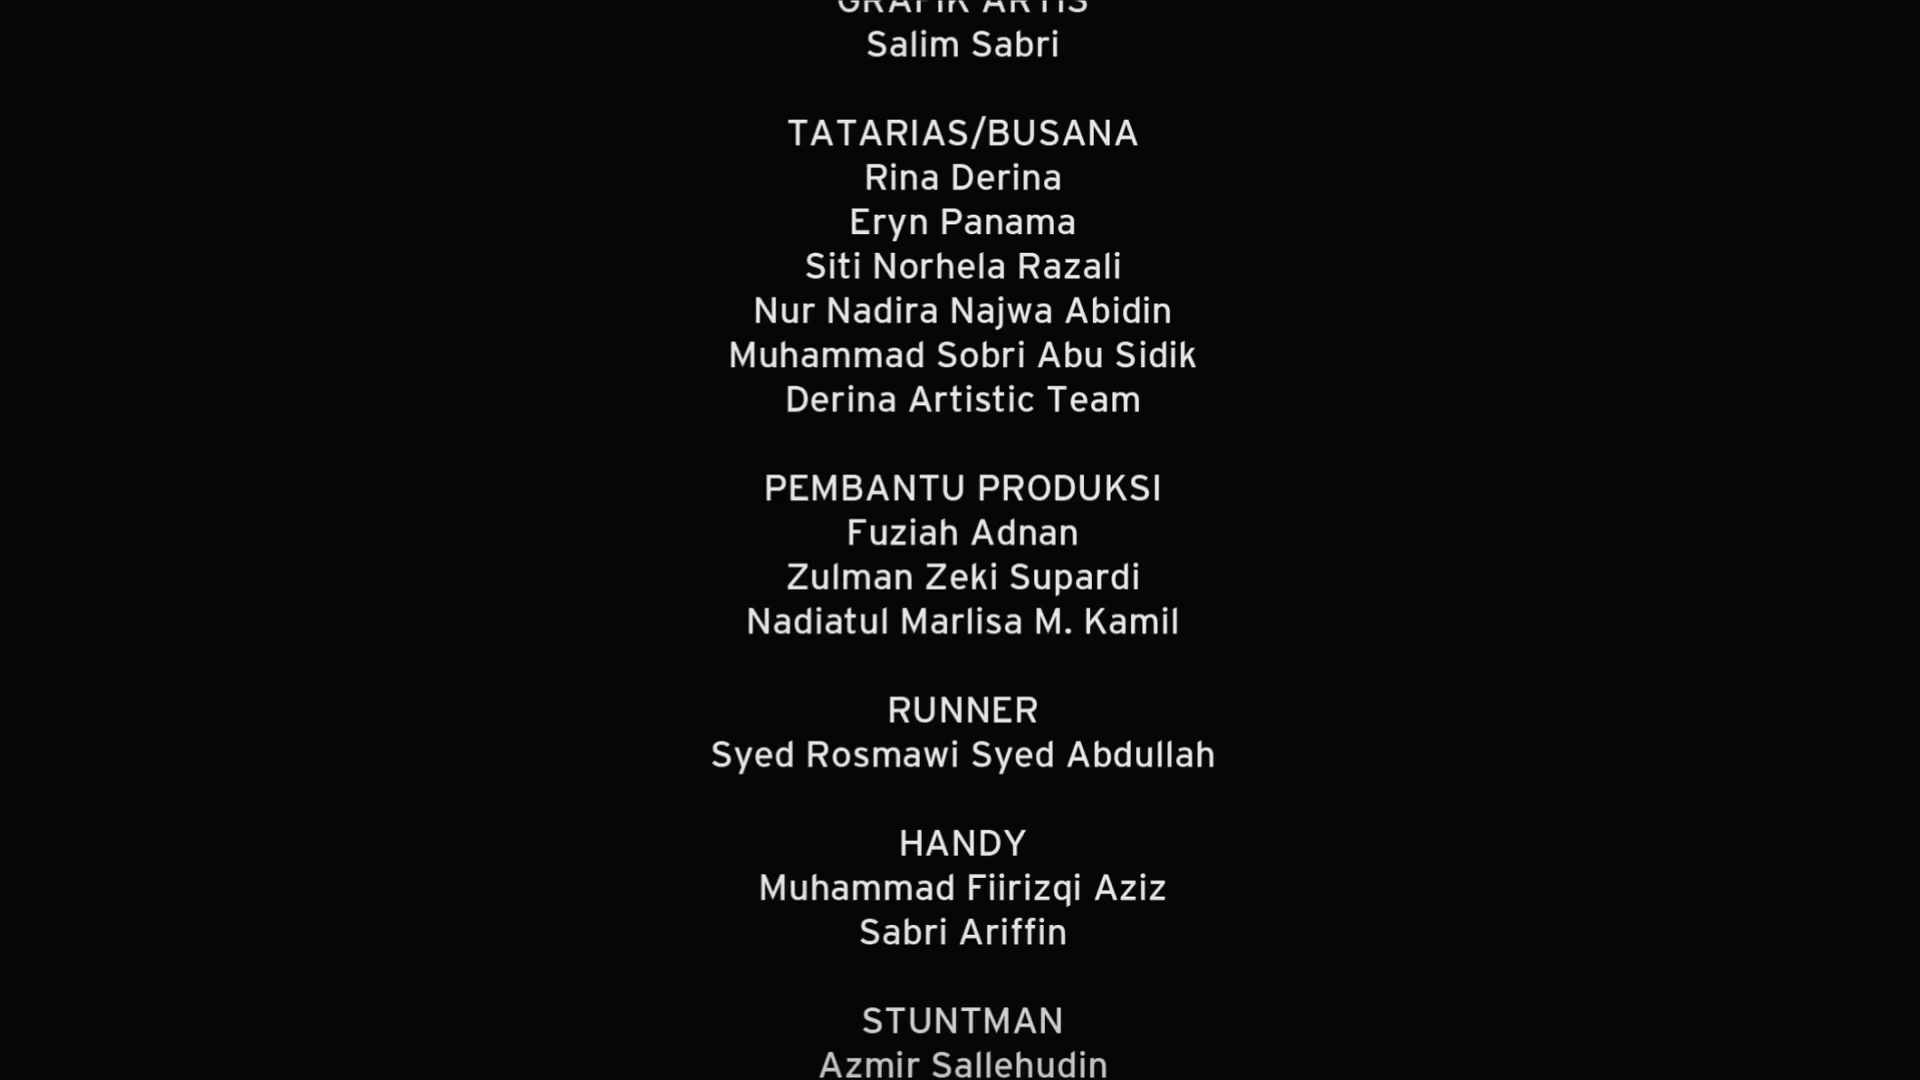 GRAFIK ARTIS
Salim Sabri
TATARIAS/BUSANA
Rina Derina
Eryn Panama
Siti Norhela Razali
Nur Nadira Najwa Abidin
Muhammad Sobri Abu Sidik
Derina Artistic Team
PEMBANTU PRODUKSI
Fuziah Adnan
Zulman Zeki Supardi
Nadiatul Marlisa M. Kamil
RUNNER
Syed Rosmawi Syed Abdullah
HANDY
Muhammad Fiirizqi Aziz
Sabri Ariffin
STUNTMAN
Azmir Sallehudin